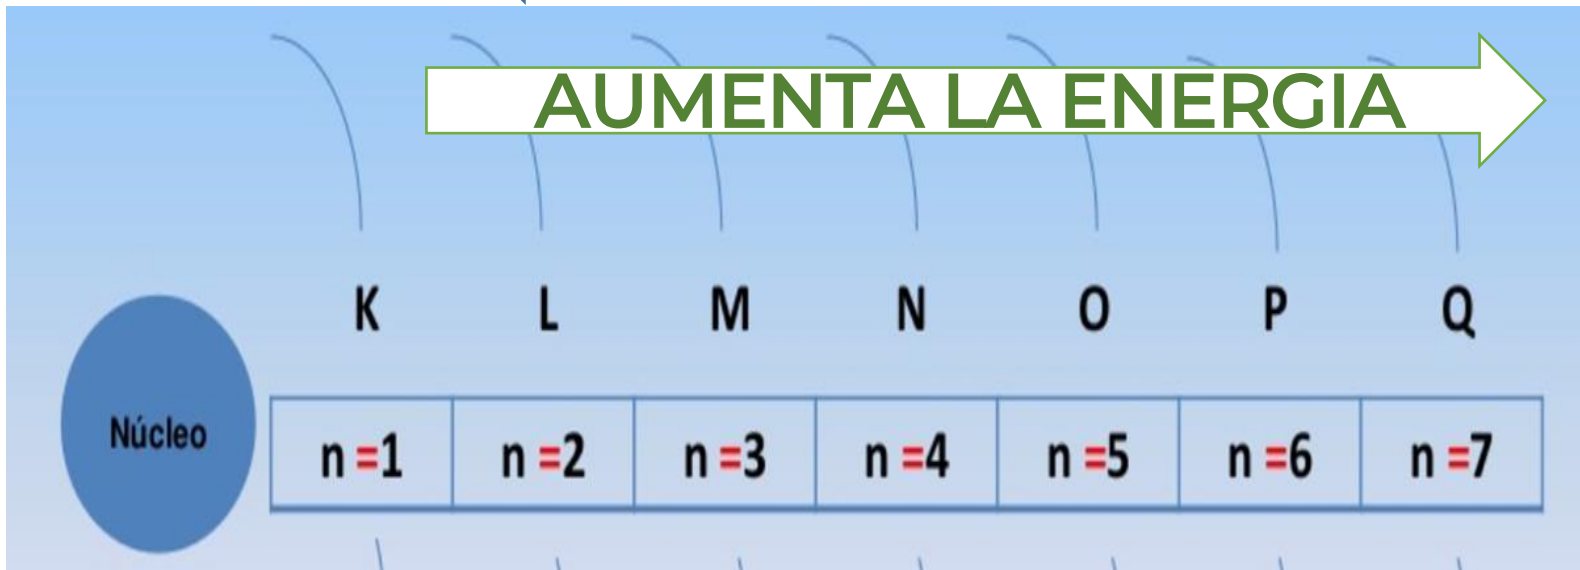 AUMENTA LA ENERGIA
K L M N O P Q
Núcleo
n =1 n =2 n =3 n =4 n =5 n =6 n =7